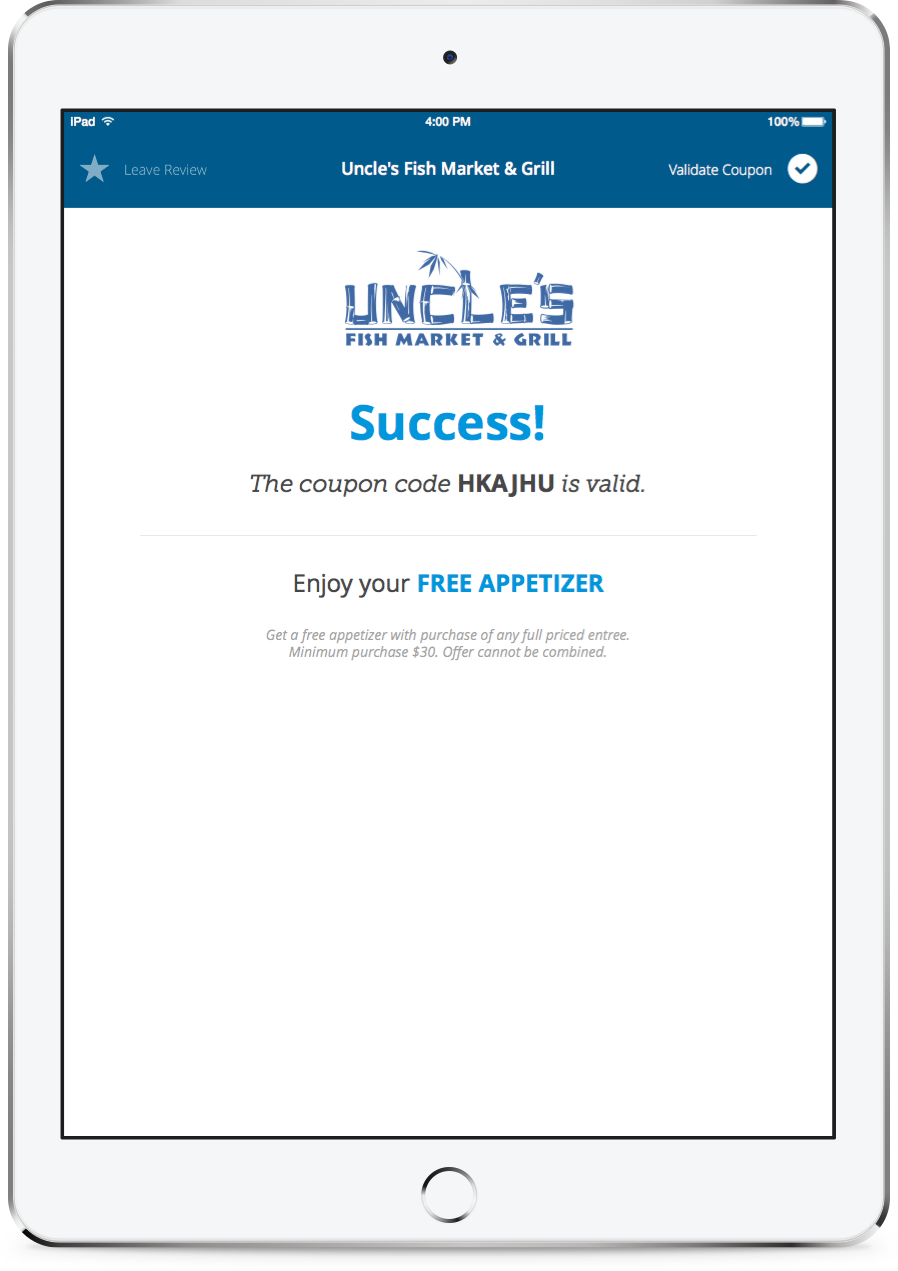 iPad 4:00 PM 100%
Leave Review Uncle's Fish Market & Grill Validate Coupon
UNCLE'S
FISH MARKET & GRILL
Success!
The coupon code HKAJHU is valid.
Enjoy your FREE APPETIZER
Get a free appetizer with purchase of any full priced entree.
Minimum purchase $30. Offer cannot be combined.